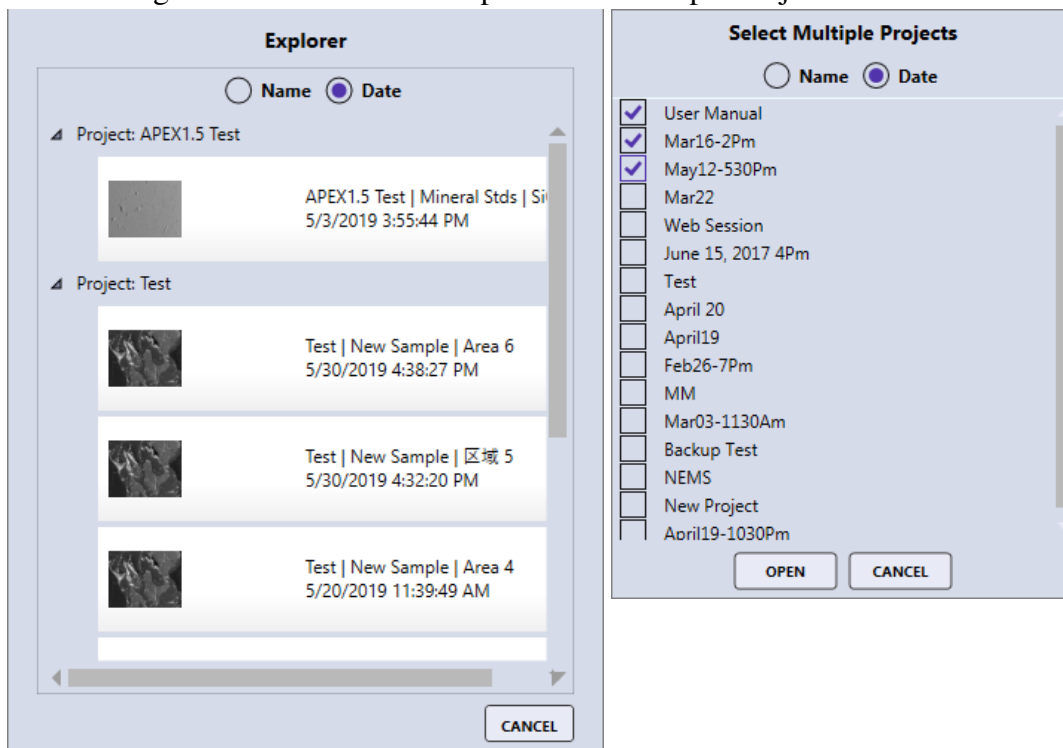 Explorer
Name Date
Project: APEX1.5 Test
APEX1.5 Test | Mineral Stds | Si
5/3/2019 3:55:44 PM
Project: Test
Test | New Sample | Area 6
5/30/2019 4:38:27 PM
Test | New Sample | 区域 5
5/30/2019 4:32:20 PM
Test | New Sample | Area 4
5/20/2019 11:39:49 AM
CANCEL
Select Multiple Projects
Name Date
User Manual
Mar16-2Pm
May12-530Pm
Mar22
Web Session
June 15, 2017 4Pm
Test
April 20
April19
Feb26-7Pm
MM
Mar03-1130Am
Backup Test
NEMS
New Project
April19-1030Pm
OPEN CANCEL